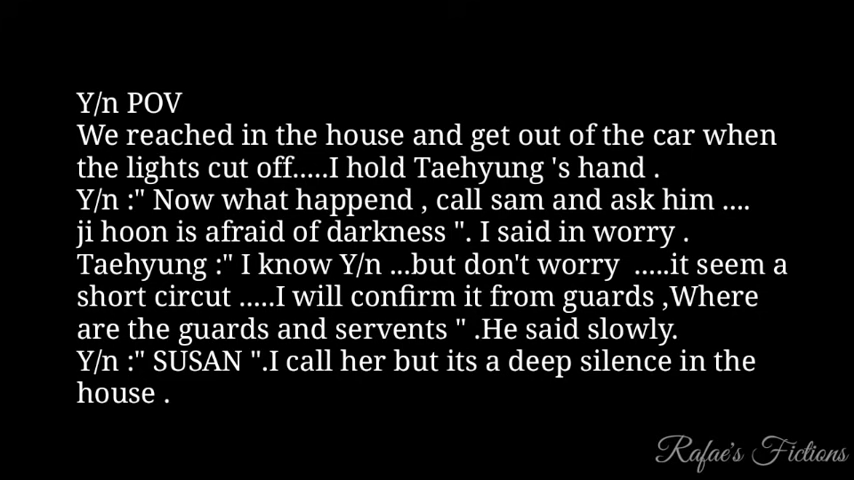 Y/n POV
We reached in the house and get out of the car when
the lights cut off.....I hold Taehyung 's hand .
Y/n :" Now what happend , call sam and ask him ....
ji hoon is afraid of darkness ". I said in worry .
Taehyung :" I know Y/n ...but don't worry  .....it seem a
short circut .....I will confirm it from guards ,Where
are the guards and servents " .He said slowly.
Y/n :" SUSAN ".I call her but its a deep silence in the
house .
Rafae's Fictions